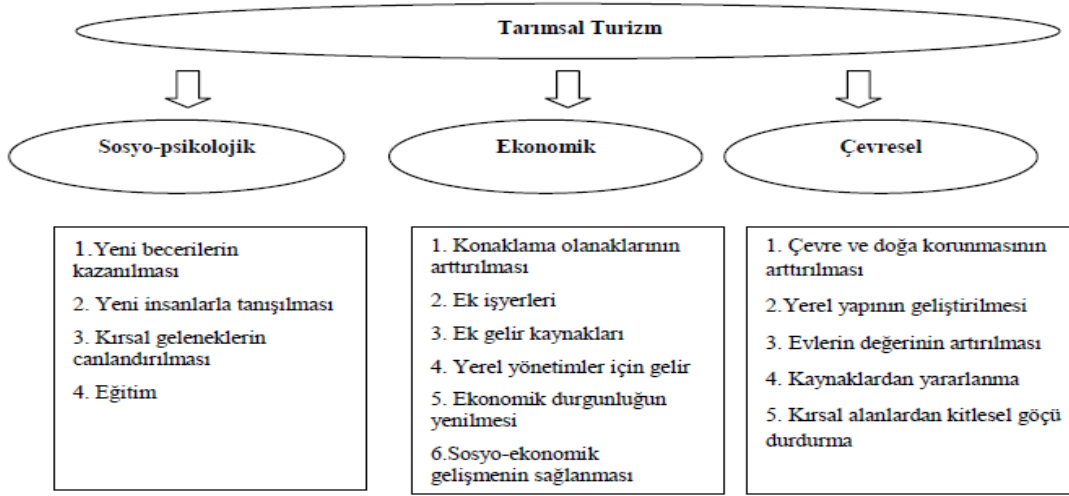 Tarımsal Turizm
Sosyo-psikolojik
Ekonomik
Çevresel
1.Yeni becerilerin
kazanılması
2. Yeni insanlarla tanışılması
3. Kırsal geleneklerin
canlandırılması
4. Eğitim
1. Konaklama olanaklarının
arttırılması
2. Ek işyerleri
3. Ek gelir kaynakları
4. Yerel yönetimler için gelir
5. Ekonomik durgunluğun
yenilmesi
6.Sosyo-ekonomik
gelişmenin sağlanması
1. Çevre ve doğa korunmasının
arttırılması
2.Yerel yapının geliştirilmesi
3. Evlerin değerinin artırılması
4. Kaynaklardan yararlanma
5. Kırsal alanlardan kitlesel göçü
durdurma